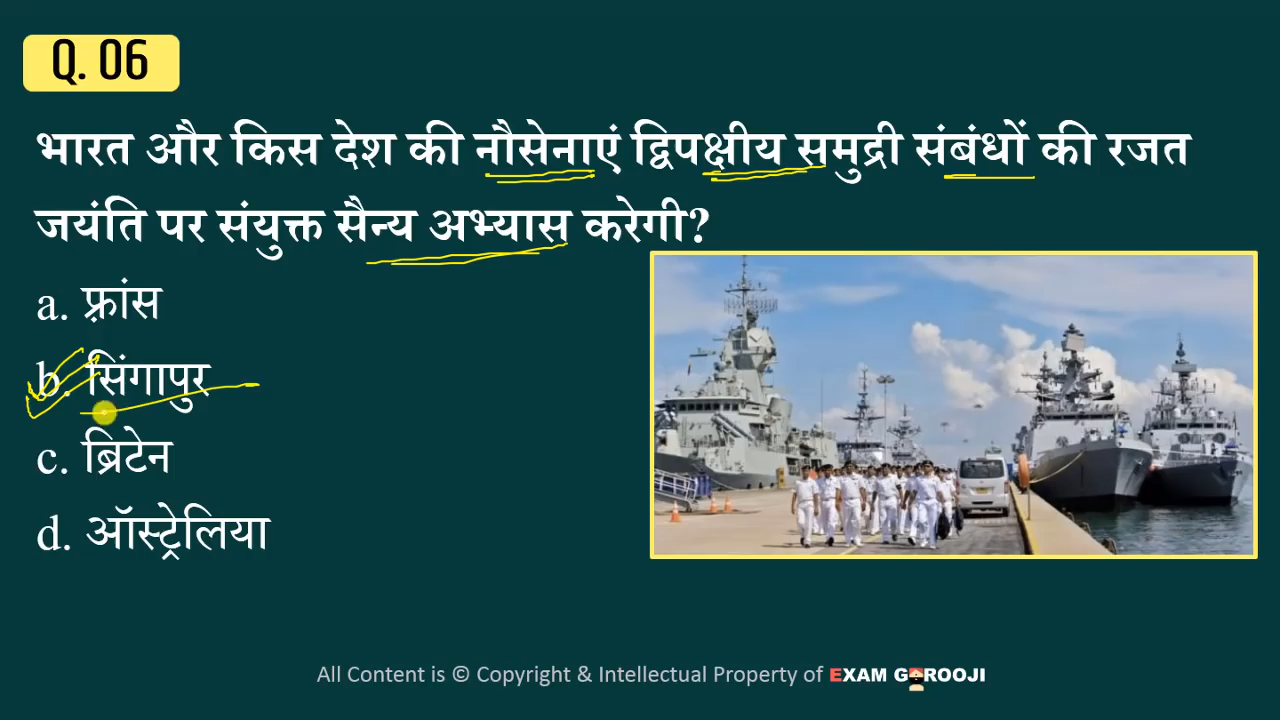 Q. 06
भारत और किस देश की नौसेनाएं द्विपक्षीय समुद्री संबंधों की रजत
जयंति पर संयुक्त सैन्य अभ्यास करेगी?
a. फ़्रांस
b. सिंगापुर
c. ब्रिटेन
d. ऑस्ट्रेलिया
All Content is © Copyright & Intellectual Property of EXAM GUROOJI